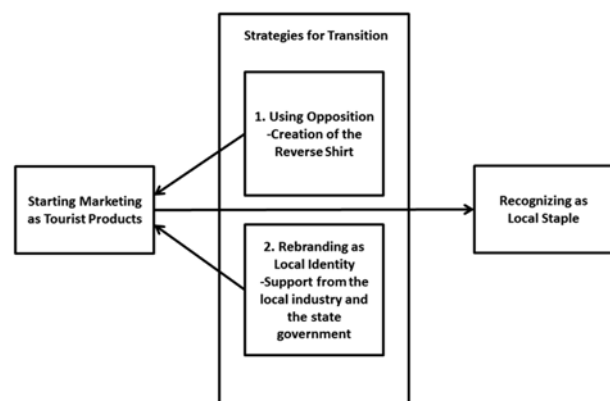 Strategies for Transition
1. Using Opposition
-Creation of the
Reverse Shirt
Starting Marketing
as Tourist Products
Recognizing as
Local Staple
2. Rebranding as
Local Identity
-Support from the
local industry and
the state
government